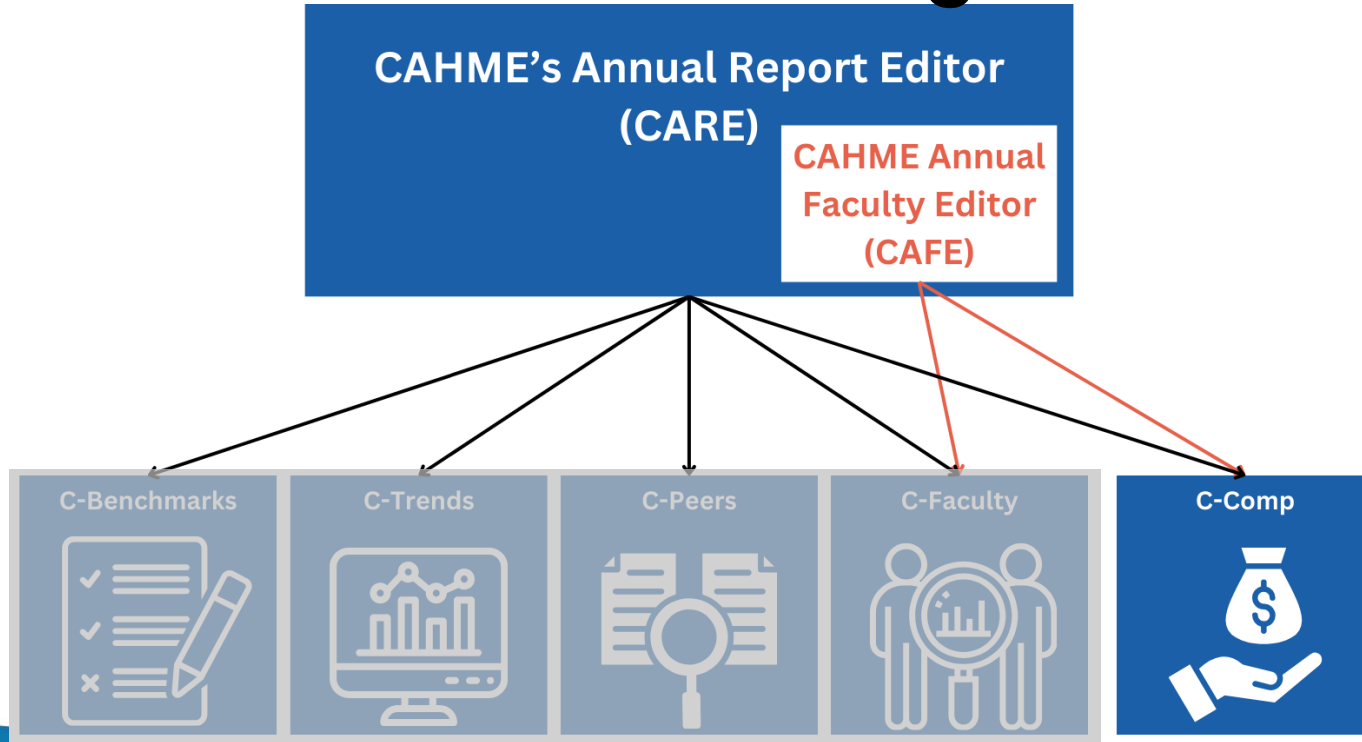 CAHME’s Annual Report Editor
(CARE)
CAHME Annual
Faculty Editor
(CAFE)
C-Benchmarks
C-Trends
C-Peers
C-Faculty
C-Comp
$